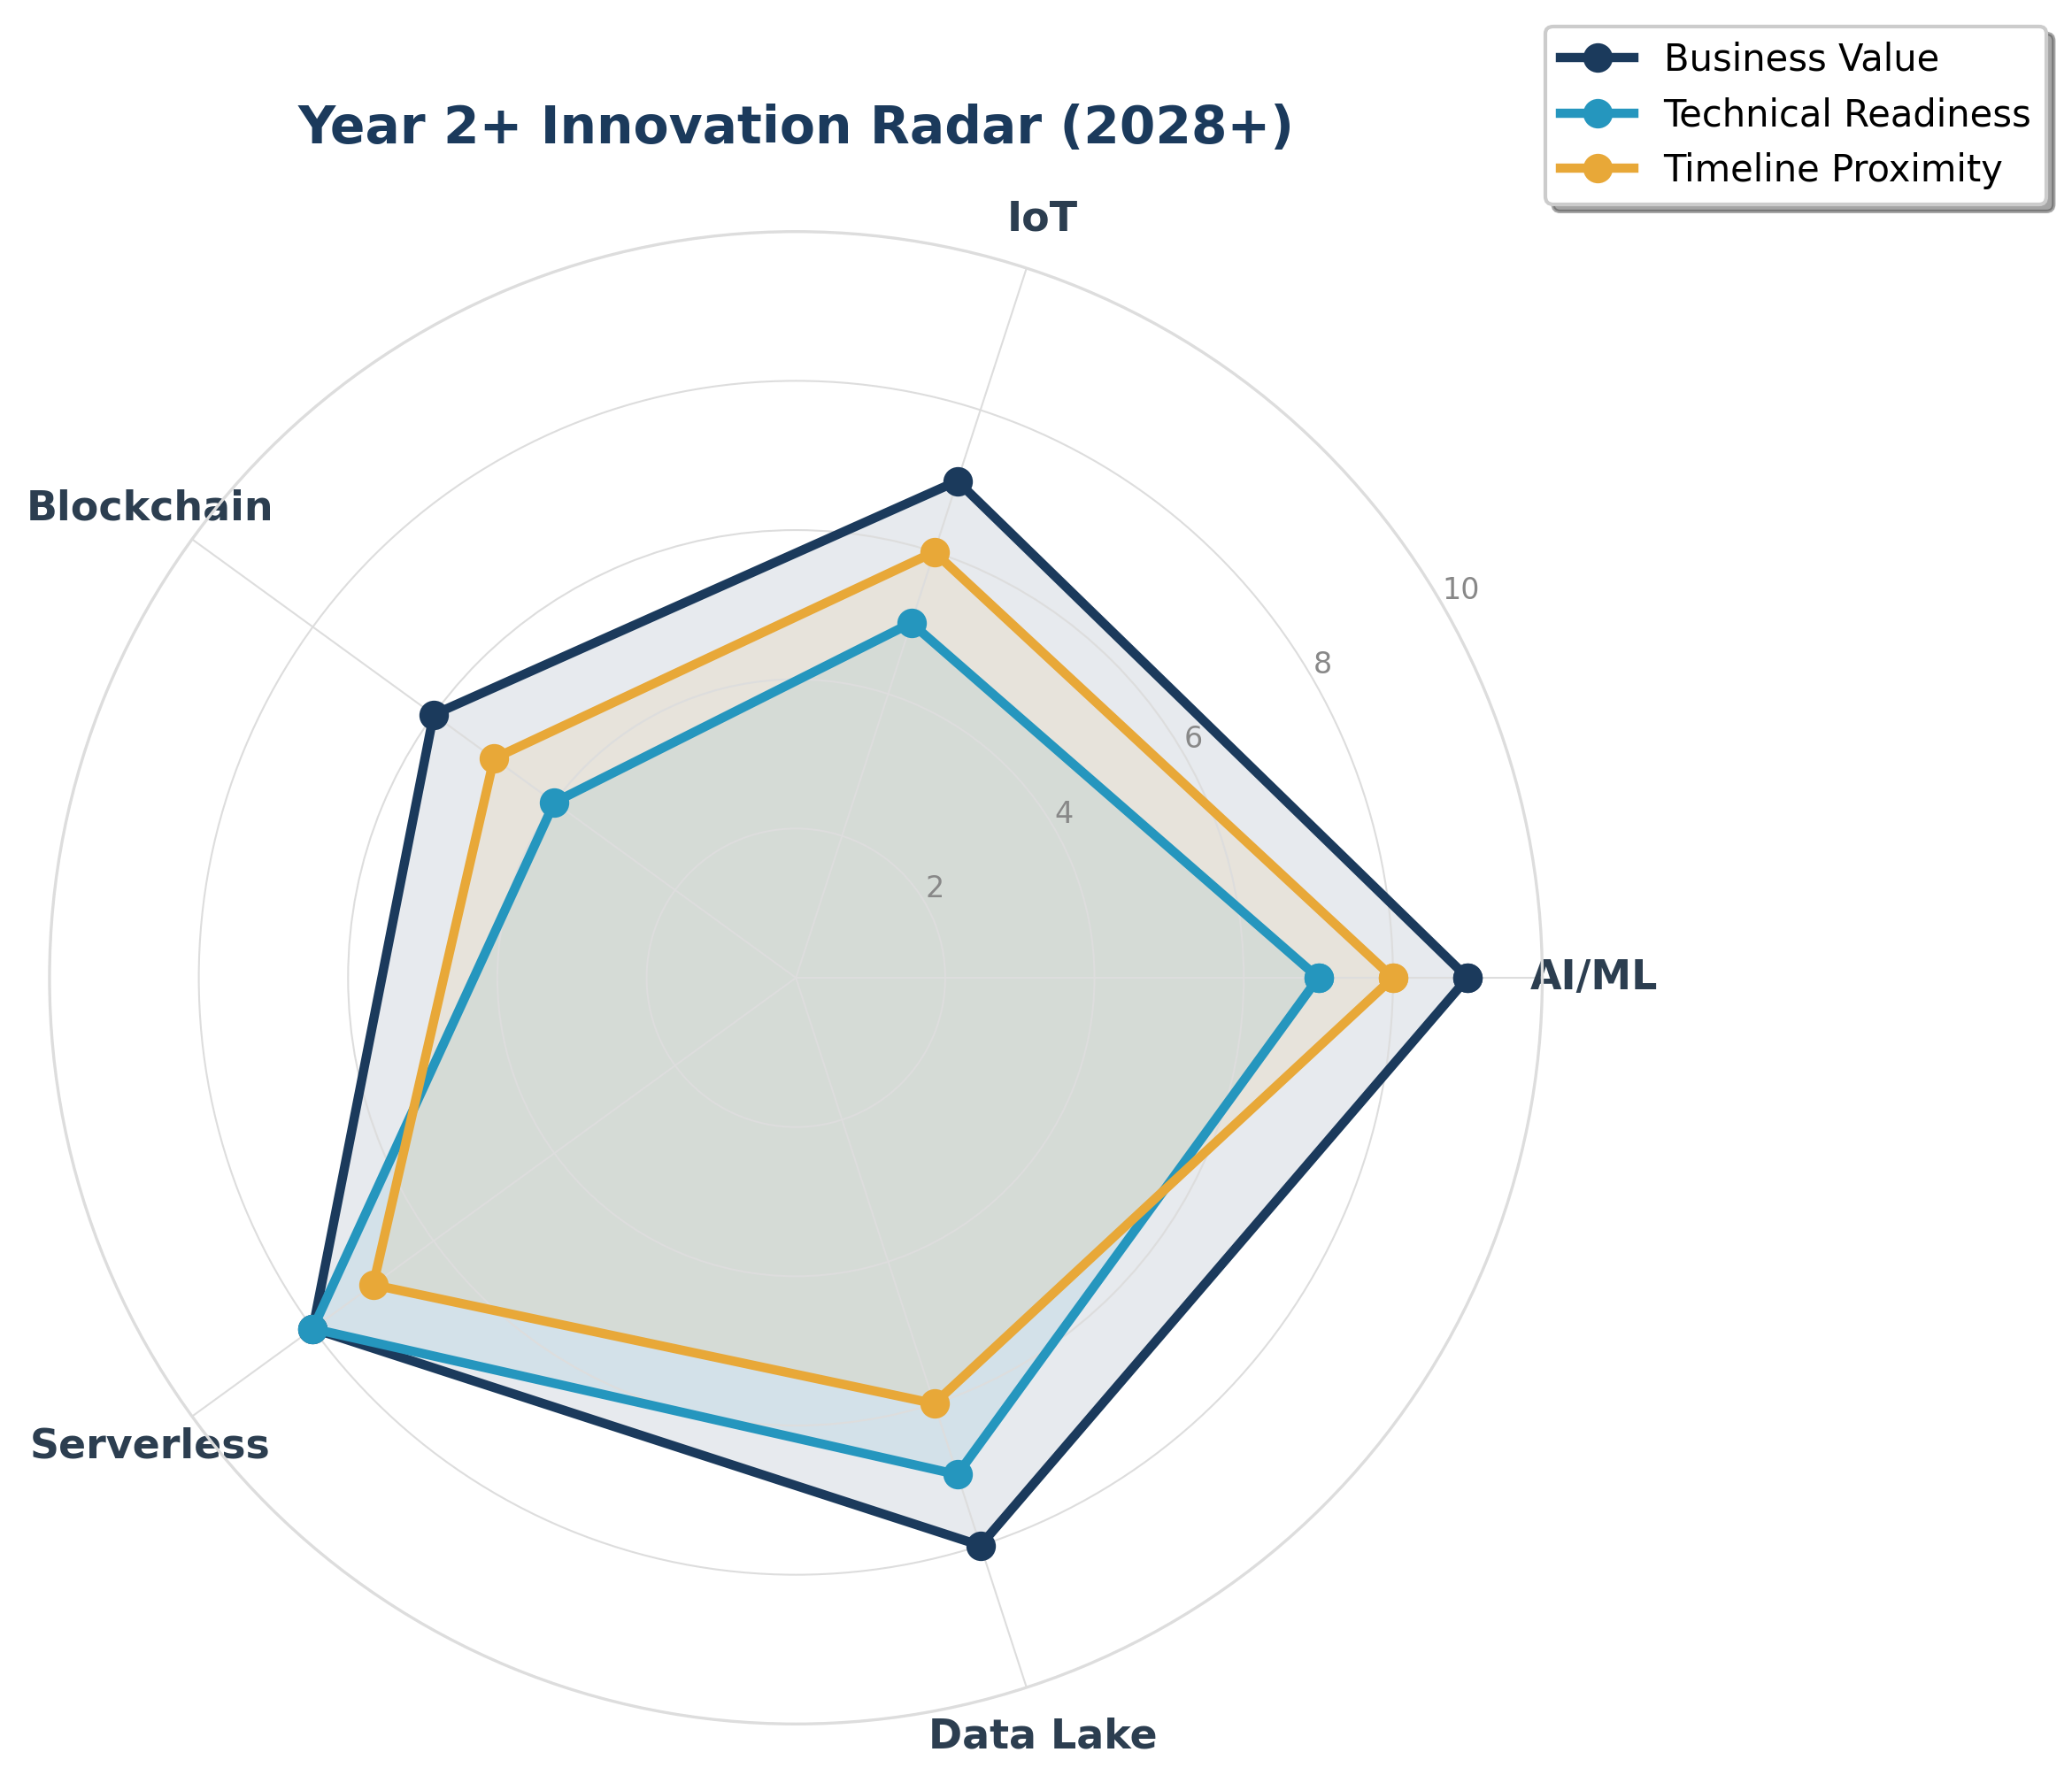 Business Value
Technical Readiness
Timeline Proximity
Year 2+ Innovation Radar (2028+)
IoT
Blockchain
10
8
6
4
2
AI/ML
Serverless
Data Lake